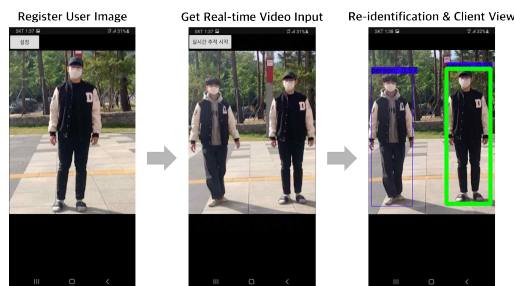 Register User Image
Get Real-time Video Input
Re-identification & Client View
SKT 1:37
31%
설정
SKT 1:37
31%
실시간 추적 시작
SKT 1:38
32%
D
D
D